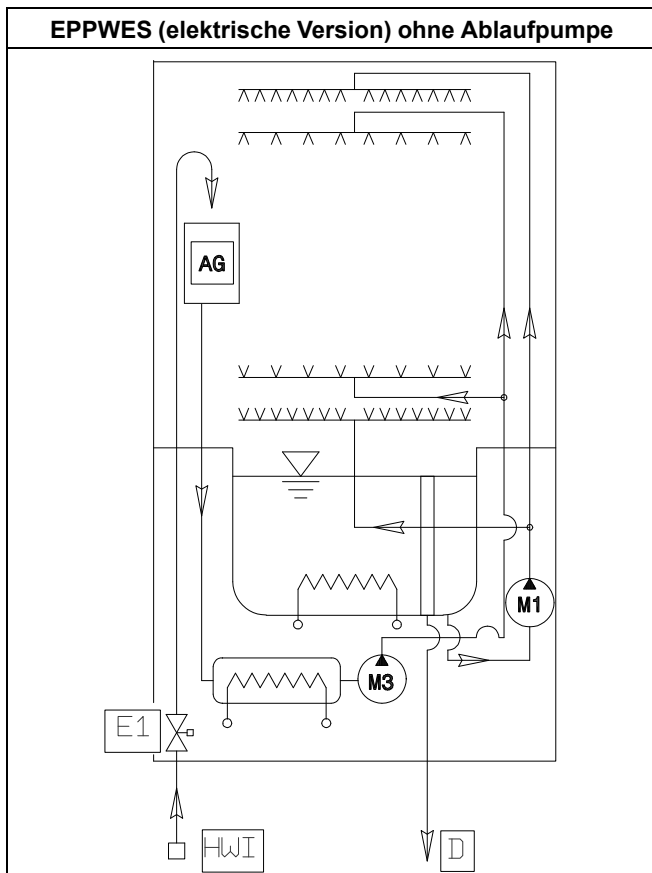 EPPWES (elektrische Version) ohne Ablaufpumpe
AG
M1
M3
E1
HWI
D